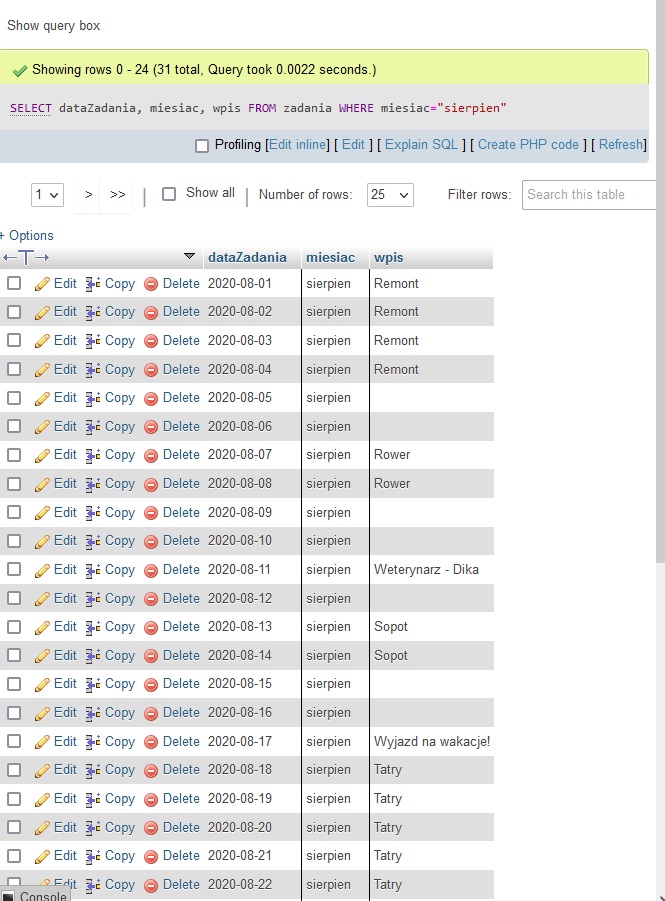 Show query box
Showing rows 0 - 24 (31 total, Query took 0.0022 seconds.)
SELECT dataZadania, miesiac, wpis FROM zadania WHERE miesiac="sierpien"
Profiling [Edit inline] [ Edit ] [ Explain SQL ] [ Create PHP code ] [ Refresh]
1 > >> | Show all | Number of rows: 25 Filter rows: Search this table
+ Options
←T→ dataZadania miesiac wpis
Edit Copy Delete 2020-08-01 sierpien Remont
Edit Copy Delete 2020-08-02 sierpien Remont
Edit Copy Delete 2020-08-03 sierpien Remont
Edit Copy Delete 2020-08-04 sierpien Remont
Edit Copy Delete 2020-08-05 sierpien
Edit Copy Delete 2020-08-06 sierpien
Edit Copy Delete 2020-08-07 sierpien Rower
Edit Copy Delete 2020-08-08 sierpien Rower
Edit Copy Delete 2020-08-09 sierpien
Edit Copy Delete 2020-08-10 sierpien
Edit Copy Delete 2020-08-11 sierpien Weterynarz - Dika
Edit Copy Delete 2020-08-12 sierpien
Edit Copy Delete 2020-08-13 sierpien Sopot
Edit Copy Delete 2020-08-14 sierpien Sopot
Edit Copy Delete 2020-08-15 sierpien
Edit Copy Delete 2020-08-16 sierpien
Edit Copy Delete 2020-08-17 sierpien Wyjazd na wakacje!
Edit Copy Delete 2020-08-18 sierpien Tatry
Edit Copy Delete 2020-08-19 sierpien Tatry
Edit Copy Delete 2020-08-20 sierpien Tatry
Edit Copy Delete 2020-08-21 sierpien Tatry
Edit Copy Delete 2020-08-22 sierpien Tatry
Console